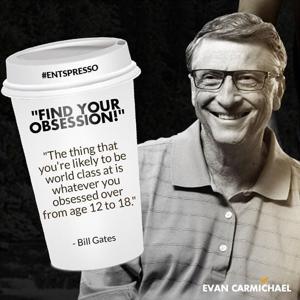 #ENTSPRESSO
"FIND YOUR
OBSESSION!"
"The thing that
you're likely to be
world class at is
whatever you
obsessed over
from age 12 to 18."
- Bill Gates
EVAN CARMICHAEL